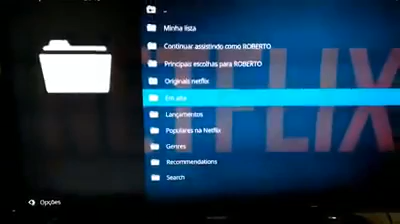 ..
Minha lista
Continuar assistindo como ROBERTO
Principais escolhas para ROBERTO
Originais netflix
Em alta
Lançamentos
Populares na Netflix
Genres
Recommendations
Search
Opções